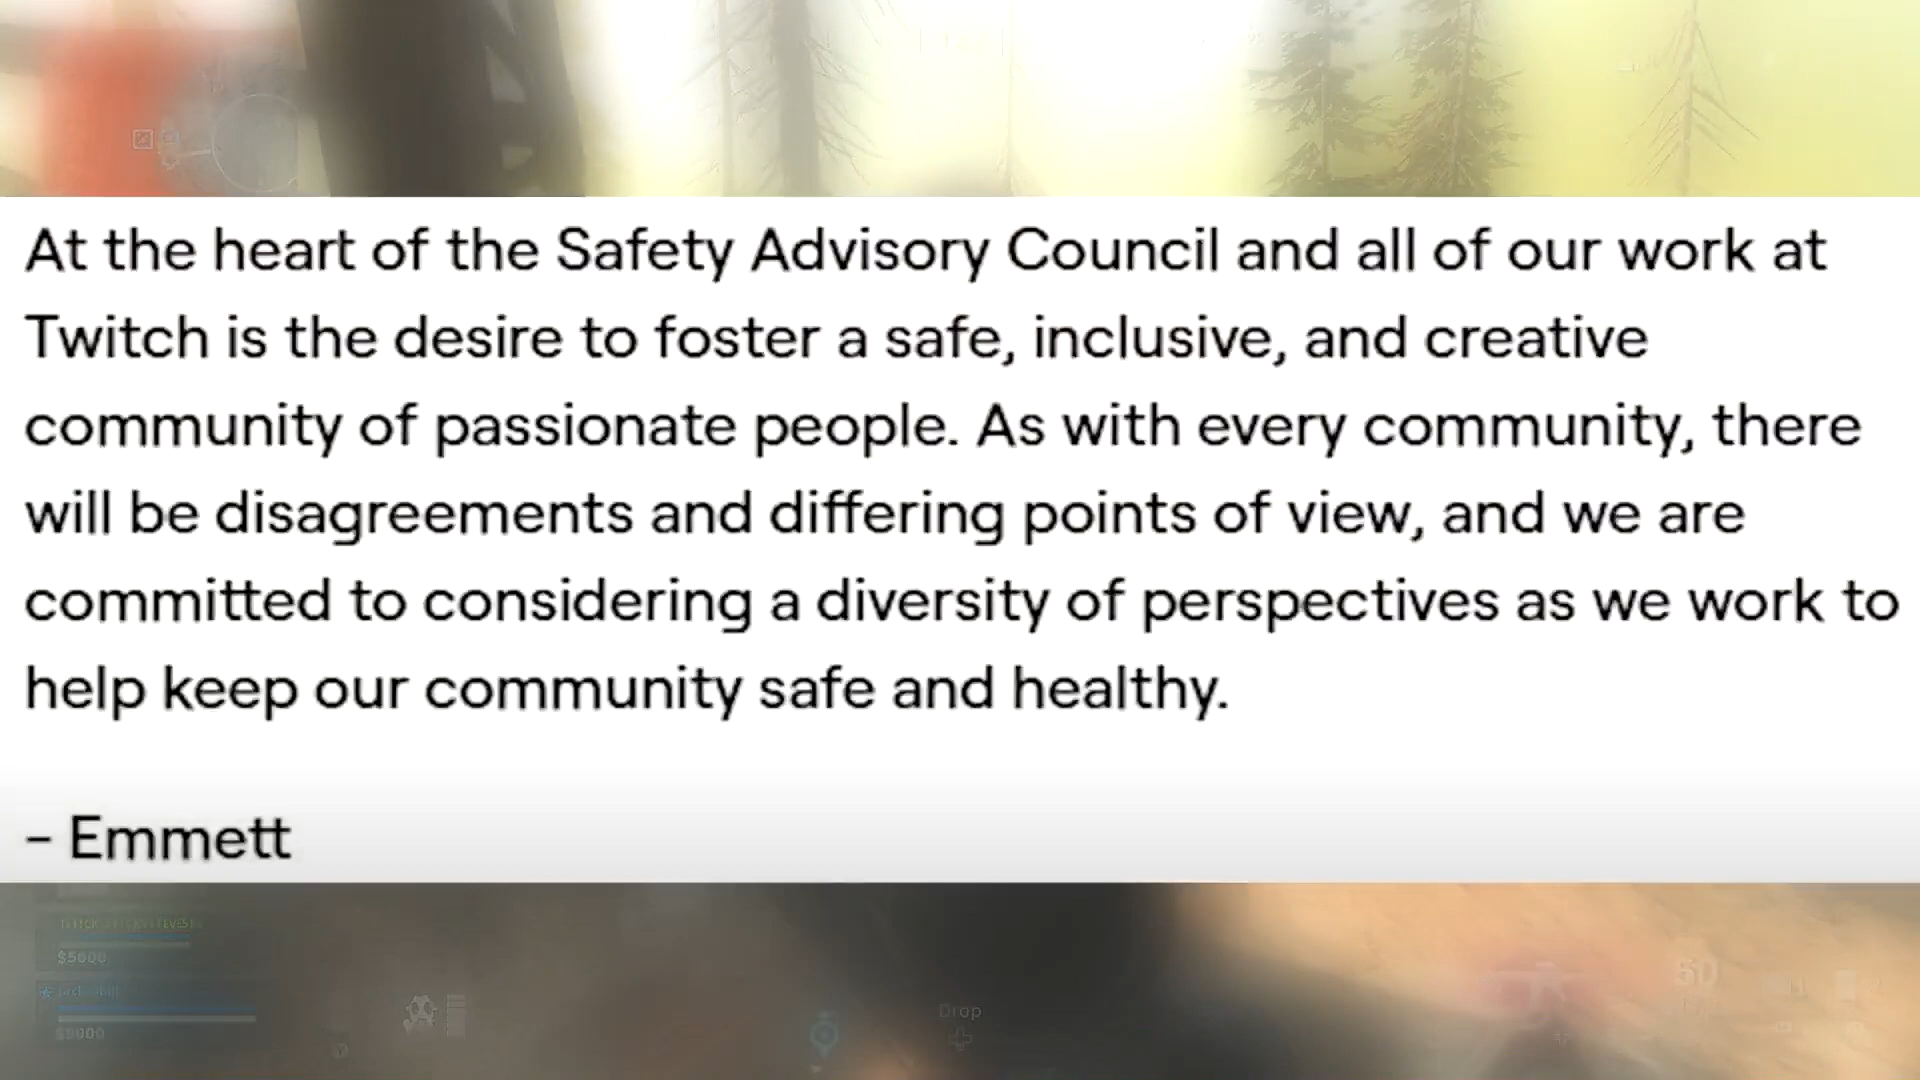 At the heart of the Safety Advisory Council and all of our work at
Twitch is the desire to foster a safe, inclusive, and creative
community of passionate people. As with every community, there
will be disagreements and differing points of view, and we are
committed to considering a diversity of perspectives as we work to
help keep our community safe and healthy.
– Emmett
$5000
Drop
50